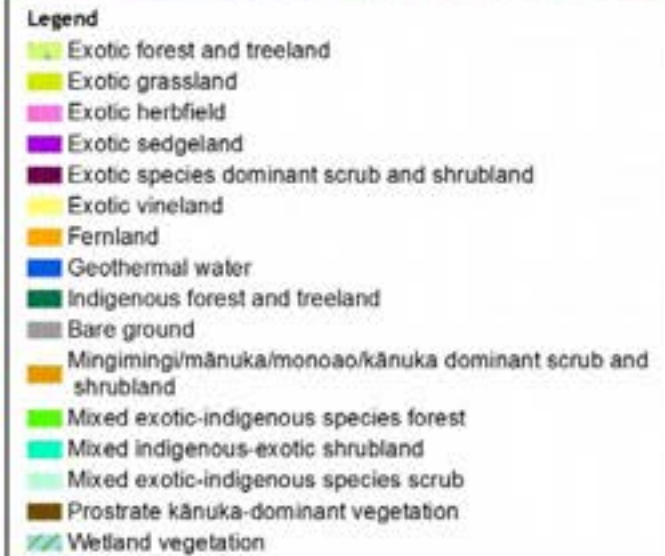 Legend
Exotic forest and treeland
Exotic grassland
Exotic herbfield
Exotic sedgeland
Exotic species dominant scrub and shrubland
Exotic vineland
Fernland
Geothermal water
Indigenous forest and treeland
Bare ground
Mingimingi/mānuka/monoao/kānuka dominant scrub and
shrubland
Mixed exotic-indigenous species forest
Mixed indigenous-exotic shrubland
Mixed exotic-indigenous species scrub
Prostrate kānuka-dominant vegetation
Wetland vegetation